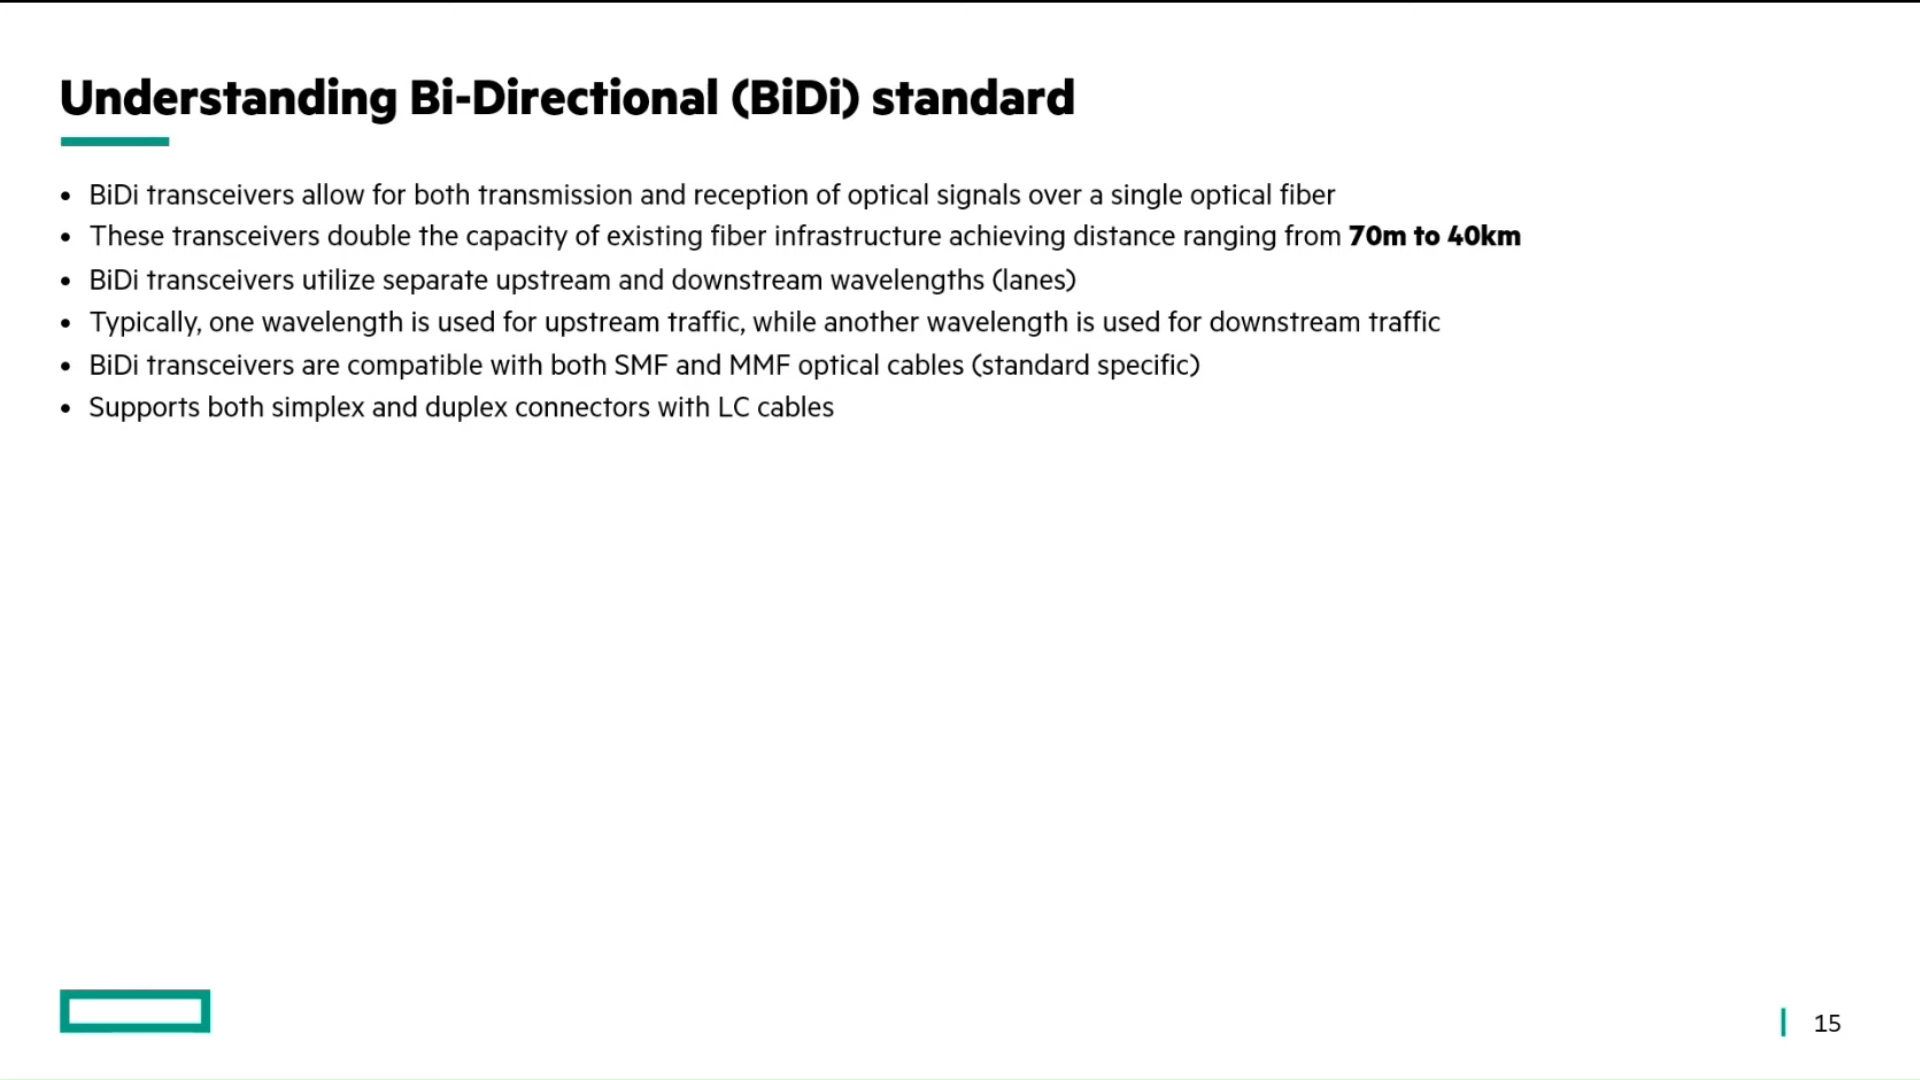 Understanding Bi-Directional (BiDi) standard
• BiDi transceivers allow for both transmission and reception of optical signals over a single optical fiber
• These transceivers double the capacity of existing fiber infrastructure achieving distance ranging from 70m to 40km
• BiDi transceivers utilize separate upstream and downstream wavelengths (lanes)
• Typically, one wavelength is used for upstream traffic, while another wavelength is used for downstream traffic
• BiDi transceivers are compatible with both SMF and MMF optical cables (standard specific)
• Supports both simplex and duplex connectors with LC cables
15